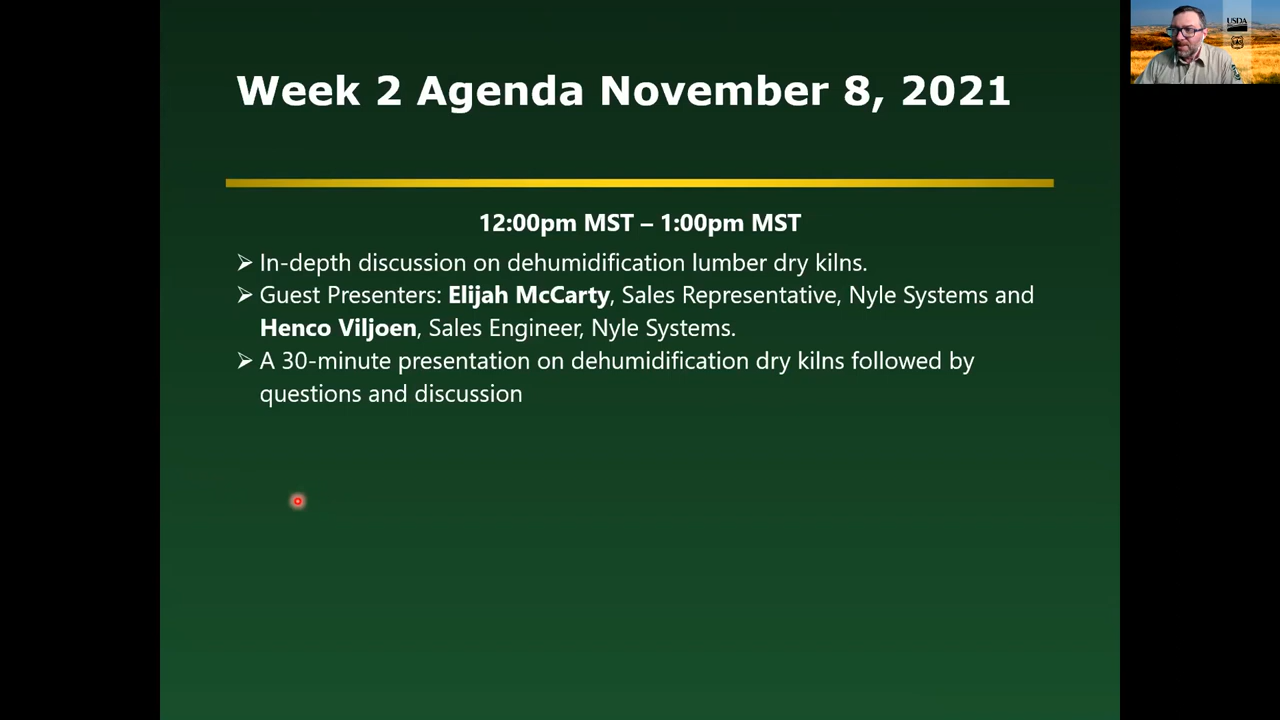 Week 2 Agenda November 8, 2021
USDA
12:00pm MST – 1:00pm MST
➢ In-depth discussion on dehumidification lumber dry kilns.
➢ Guest Presenters: Elijah McCarty, Sales Representative, Nyle Systems and
Henco Viljoen, Sales Engineer, Nyle Systems.
➢ A 30-minute presentation on dehumidification dry kilns followed by
questions and discussion